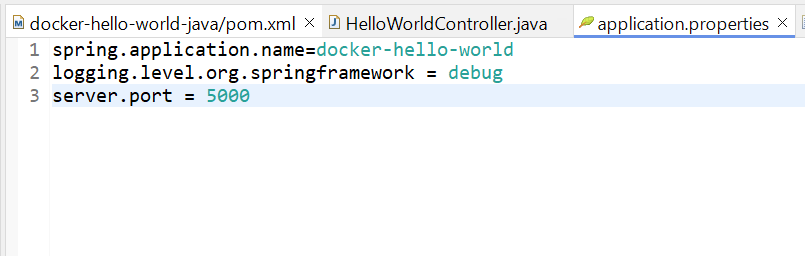 docker-hello-world-java/pom.xml HelloWorldController.java application.properties
1 spring.application.name=docker-hello-world
2 logging.level.org.springframework = debug
3 server.port = 5000